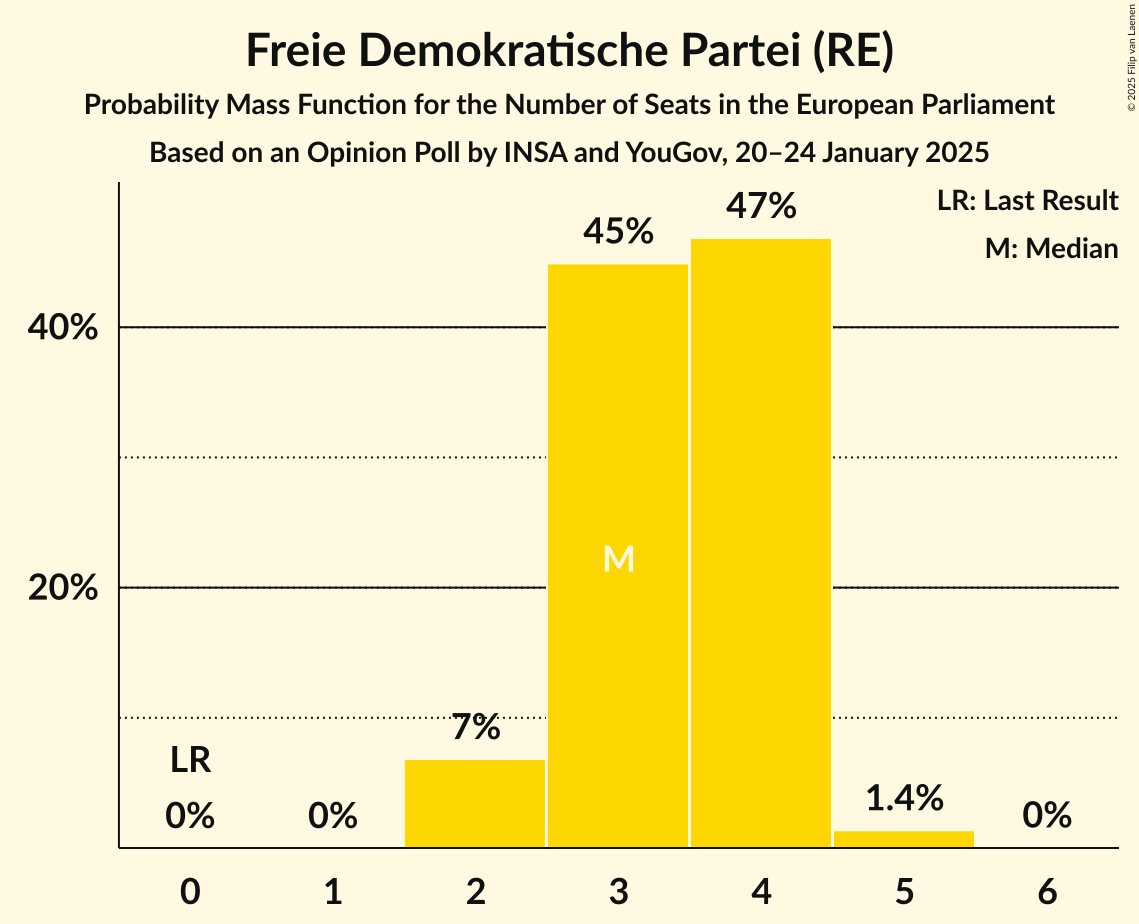 Freie Demokratische Partei (RE)
Probability Mass Function for the Number of Seats in the European Parliament
Based on an Opinion Poll by INSA and YouGov, 20–24 January 2025
© 2025 Filip van Laenen
LR: Last Result
M: Median
47%
45%
40%
M
20%
7%
LR
1.4%
0%
0%
0%
0
1
2
3
4
5
6